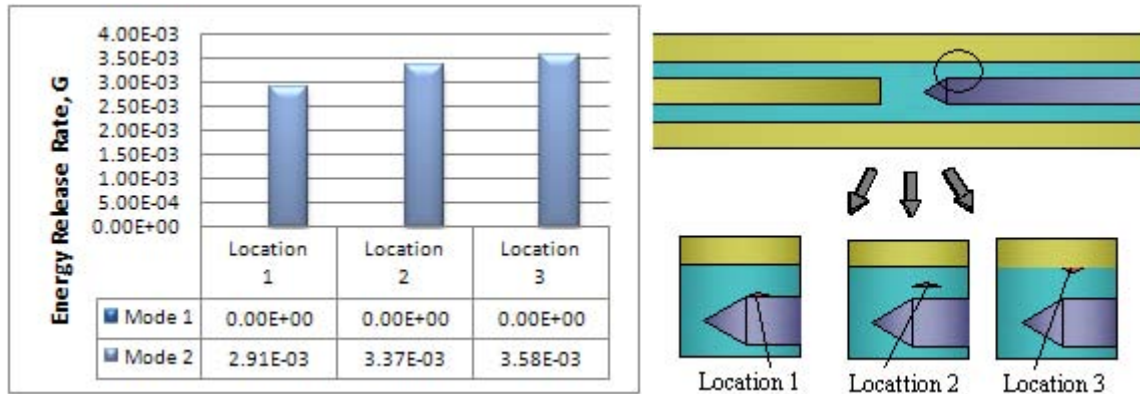 Energy Release Rate, G
4.00E-03
3.50E-03
3.00E-03
2.50E-03
2.00E-03
1.50E-03
1.00E-03
5.00E-04
0.00E+00
Location 1 Location 2 Location 3
Mode 1 0.00E+00 0.00E+00 0.00E+00
Mode 2 2.91E-03 3.37E-03 3.58E-03
Location 1 Locattion 2 Location 3